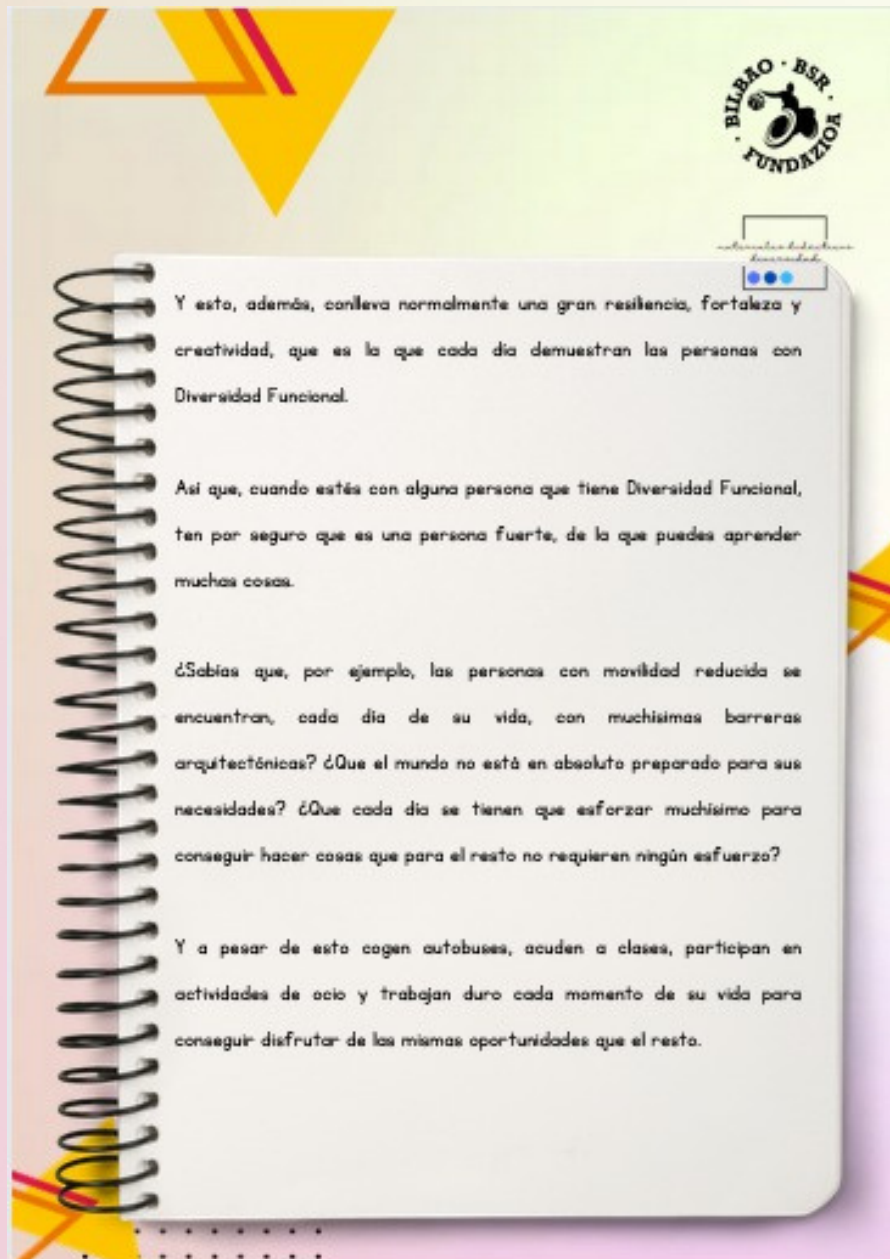 BILBAO · BSR · FUNDAZIOA
materiales didácticos
diversidad
Y esto, además, conlleva normalmente una gran resiliencia, fortaleza y
creatividad, que es la que cada día demuestran las personas con
Diversidad Funcional.
Así que, cuando estés con alguna persona que tiene Diversidad Funcional,
ten por seguro que es una persona fuerte, de la que puedes aprender
muchas cosas.
¿Sabías que, por ejemplo, las personas con movilidad reducida se
encuentran, cada día de su vida, con muchísimas barreras
arquitectónicas? ¿Que el mundo no está en absoluto preparado para sus
necesidades? ¿Que cada día se tienen que esforzar muchísimo para
conseguir hacer cosas que para el resto no requieren ningún esfuerzo?
Y a pesar de esto cogen autobuses, acuden a clases, participan en
actividades de ocio y trabajan duro cada momento de su vida para
conseguir disfrutar de las mismas oportunidades que el resto.